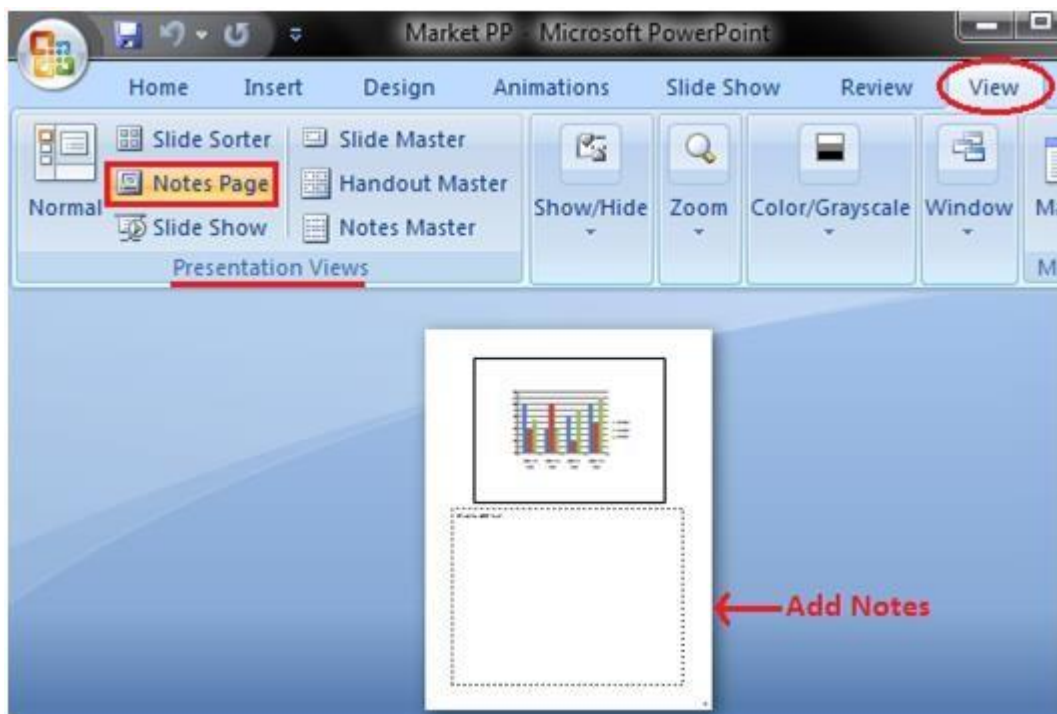 Market PP - Microsoft PowerPoint
Home Insert Design Animations Slide Show Review View
Normal
Slide Sorter
Notes Page
Slide Show
Slide Master
Handout Master
Notes Master
Show/Hide Zoom Color/Grayscale Window
Presentation Views
Add Notes